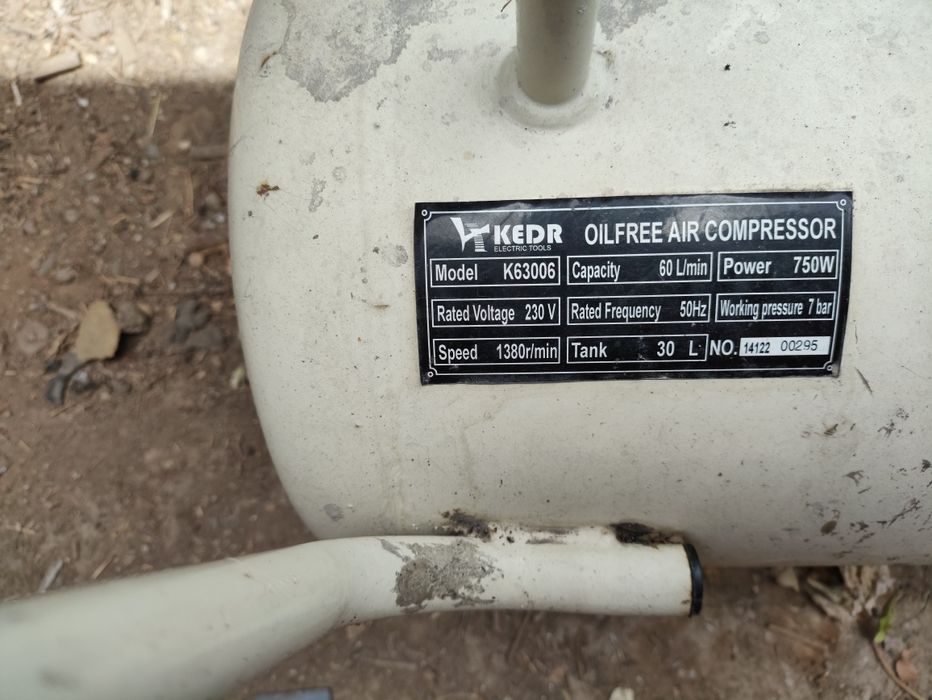 KEDR OILFREE AIR COMPRESSOR
ELECTRIC TOOLS
Model K63006 Capacity 60 L/min Power 750W
Rated Voltage 230 V Rated Frequency 50Hz Working pressure 7 bar
Speed 1380r/min Tank 30 L NO. 14122 00295